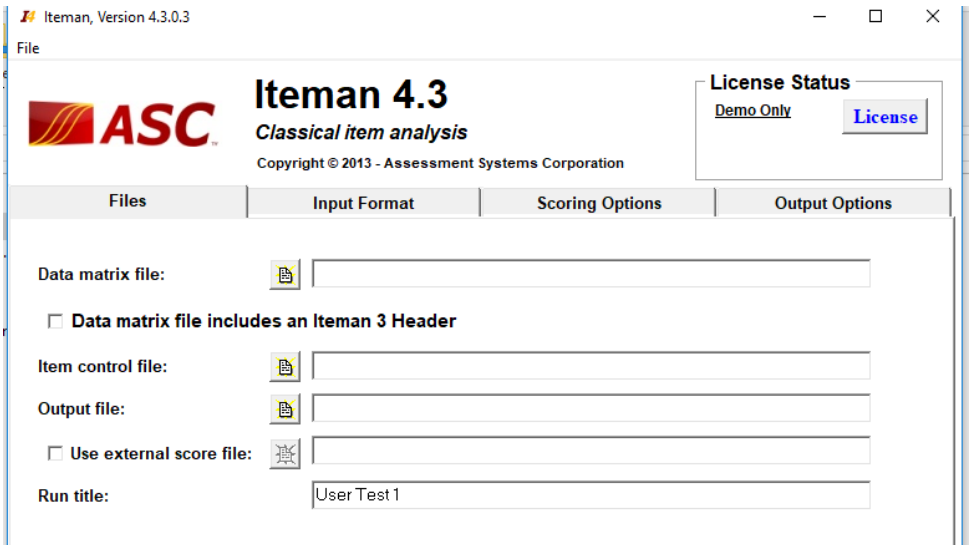 Iteman, Version 4.3.0.3
File
ASC
Iteman 4.3
Classical item analysis
Copyright © 2013 - Assessment Systems Corporation
License Status
Demo Only
License
Files
Input Format
Scoring Options
Output Options
Data matrix file:
Data matrix file includes an Iteman 3 Header
Item control file:
Output file:
Use external score file:
Run title:
User Test 1